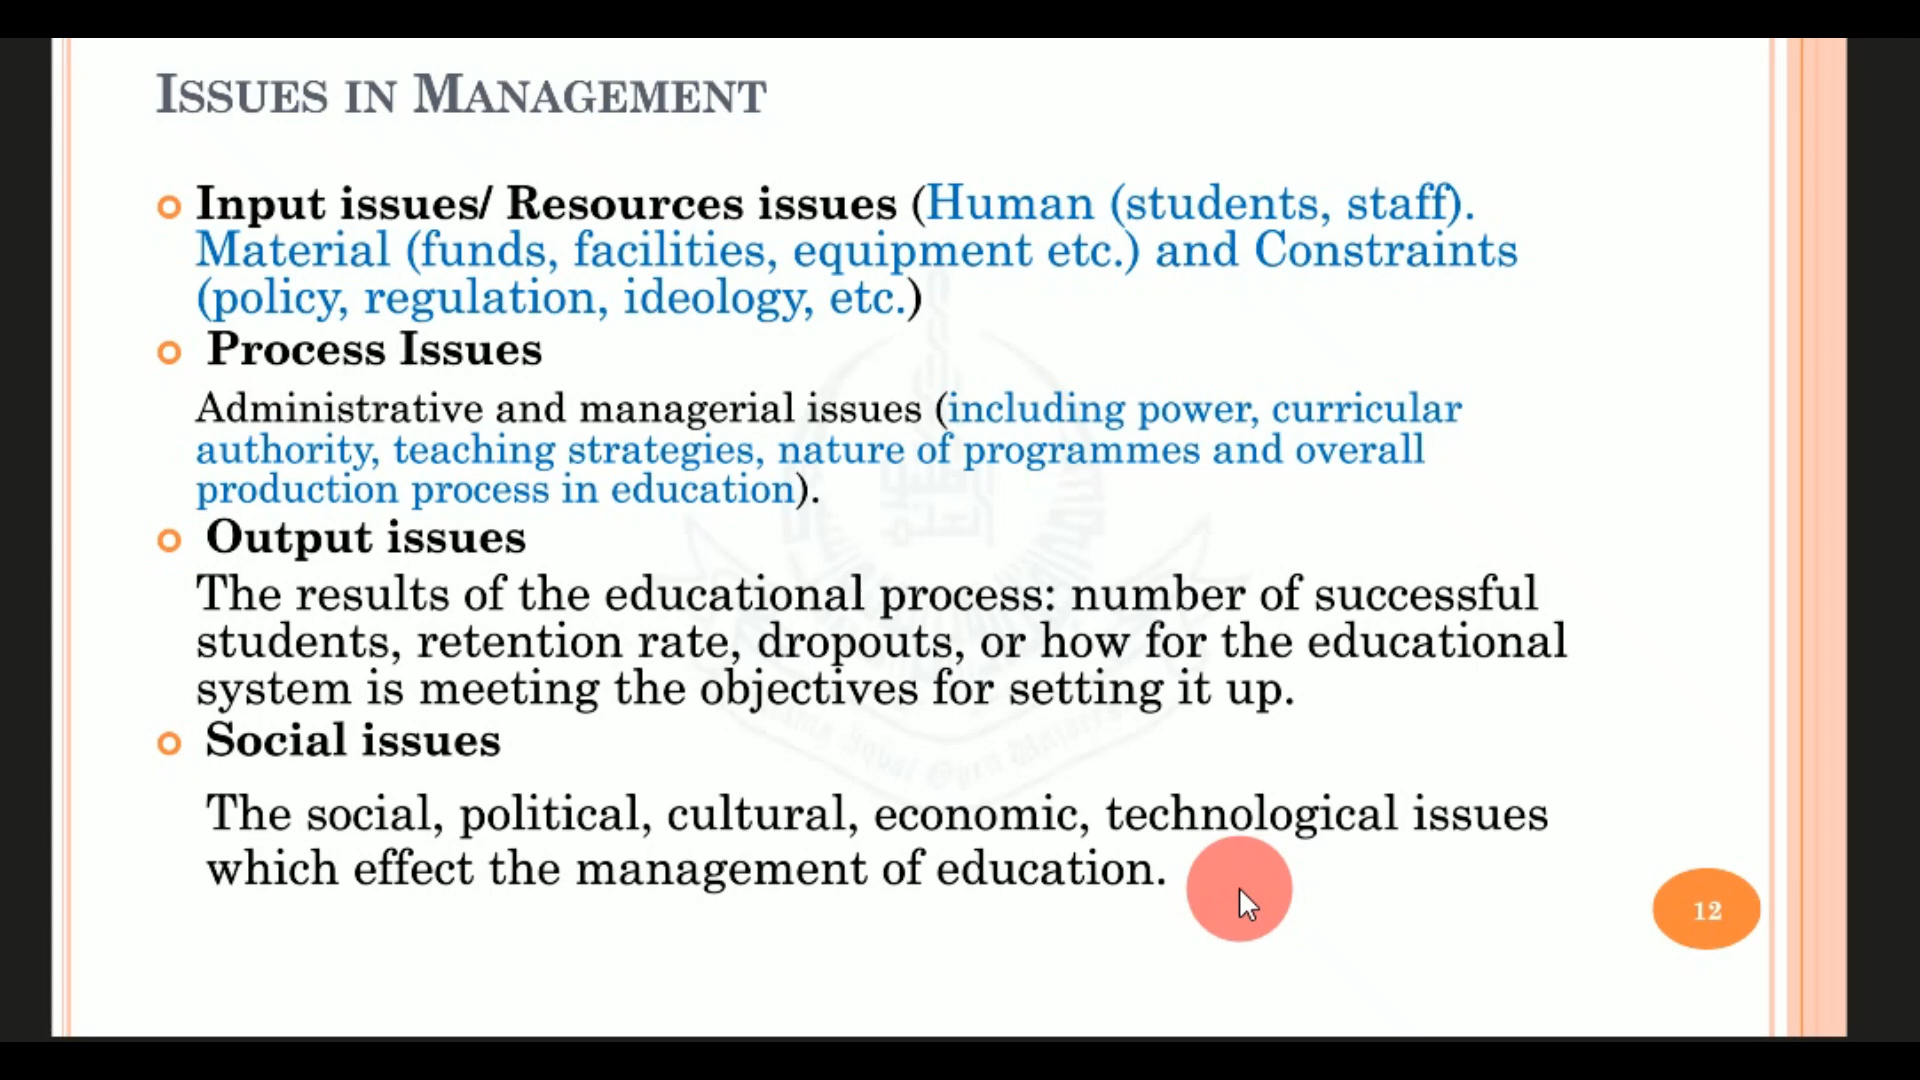 ISSUES IN MANAGEMENT
Input issues/ Resources issues (Human (students, staff).
Material (funds, facilities, equipment etc.) and Constraints
(policy, regulation, ideology, etc.)
Process Issues
Administrative and managerial issues (including power, curricular
authority, teaching strategies, nature of programmes and overall
production process in education).
Output issues
The results of the educational process: number of successful
students, retention rate, dropouts, or how for the educational
system is meeting the objectives for setting it up.
Social issues
The social, political, cultural, economic, technological issues
which effect the management of education.
12